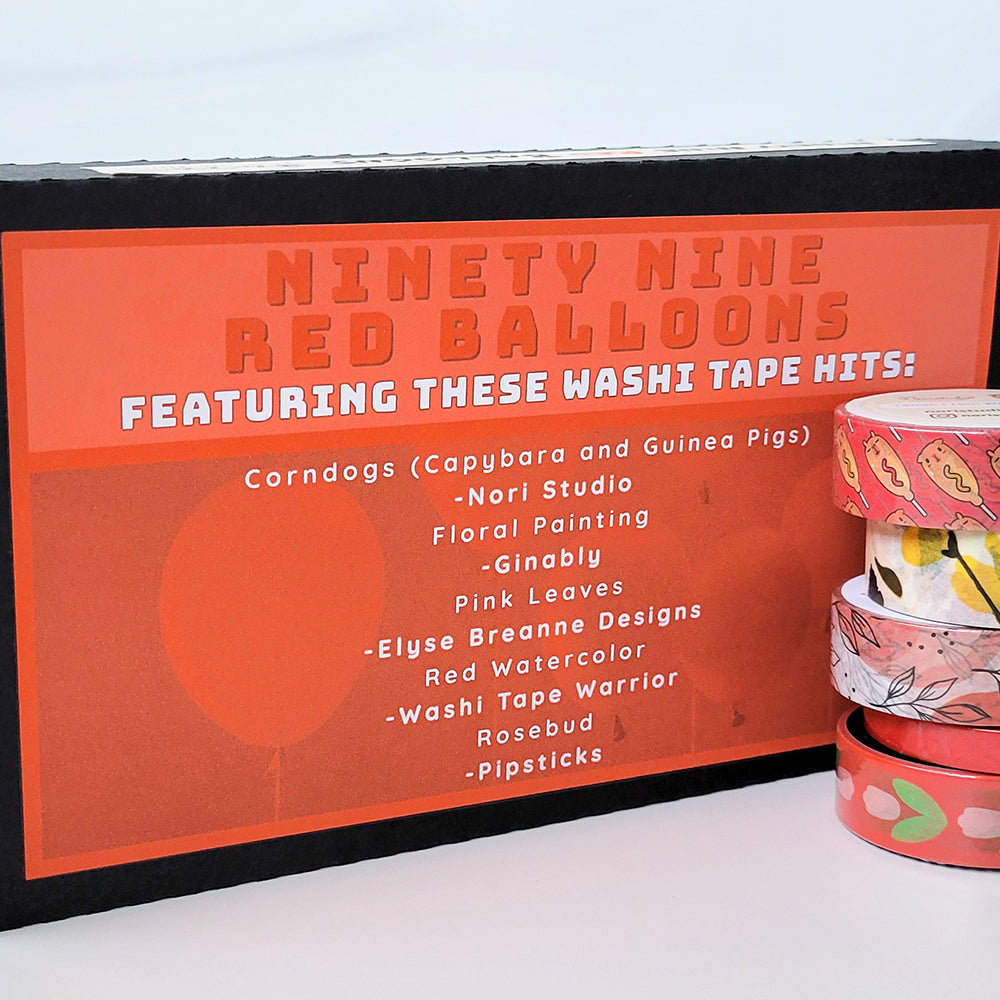 NINETY NINE
RED BALLOONS
FEATURING THESE WASHI TAPE HITS:
Corndogs (Capybara and Guinea Pigs)
-Nori Studio
Floral Painting
-Ginably
Pink Leaves
-Elyse Breanne Designs
Red Watercolor
-Washi Tape Warrior
Rosebud
-Pipsticks